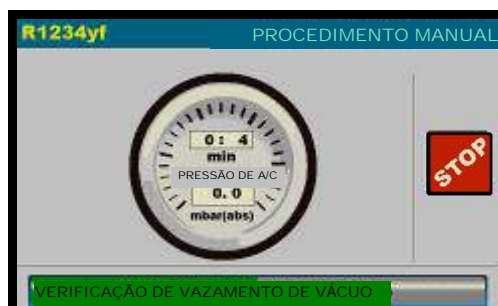 R1234yf PROCEDIMENTO MANUAL
0: 4
min
PRESSÃO DE A/C
0.0
mbar(abs)
STOP
VERIFICAÇÃO DE VAZAMENTO DE VÁCUO